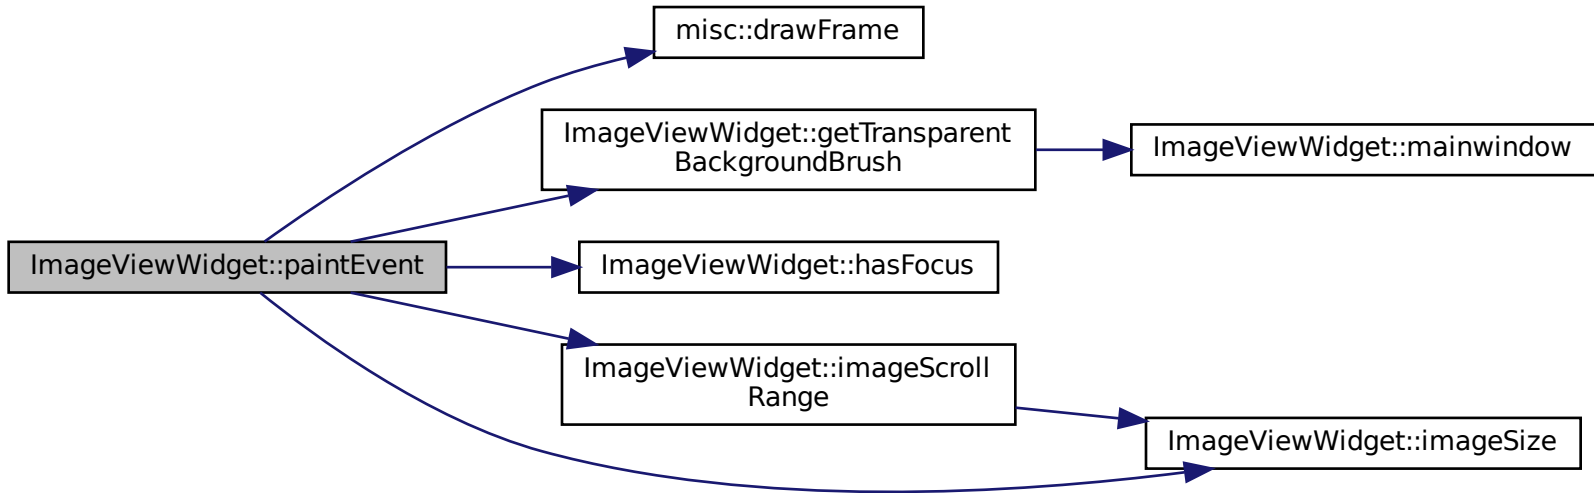 misc::drawFrame
ImageViewWidget::getTransparent
BackgroundBrush
ImageViewWidget::mainwindow
ImageViewWidget::paintEvent
ImageViewWidget::hasFocus
ImageViewWidget::imageScroll
Range
ImageViewWidget::imageSize